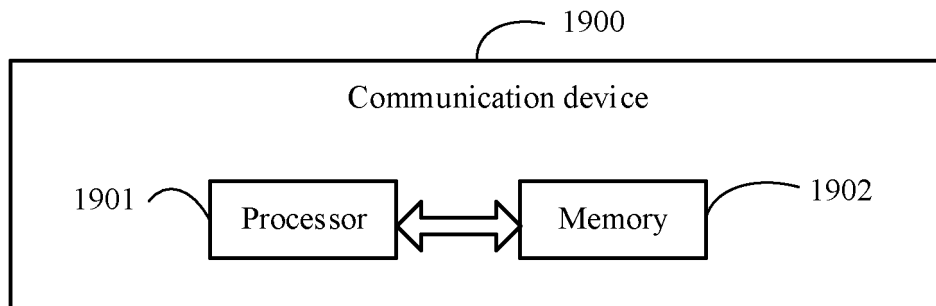 1900
Communication device
1901
Processor
Memory
1902